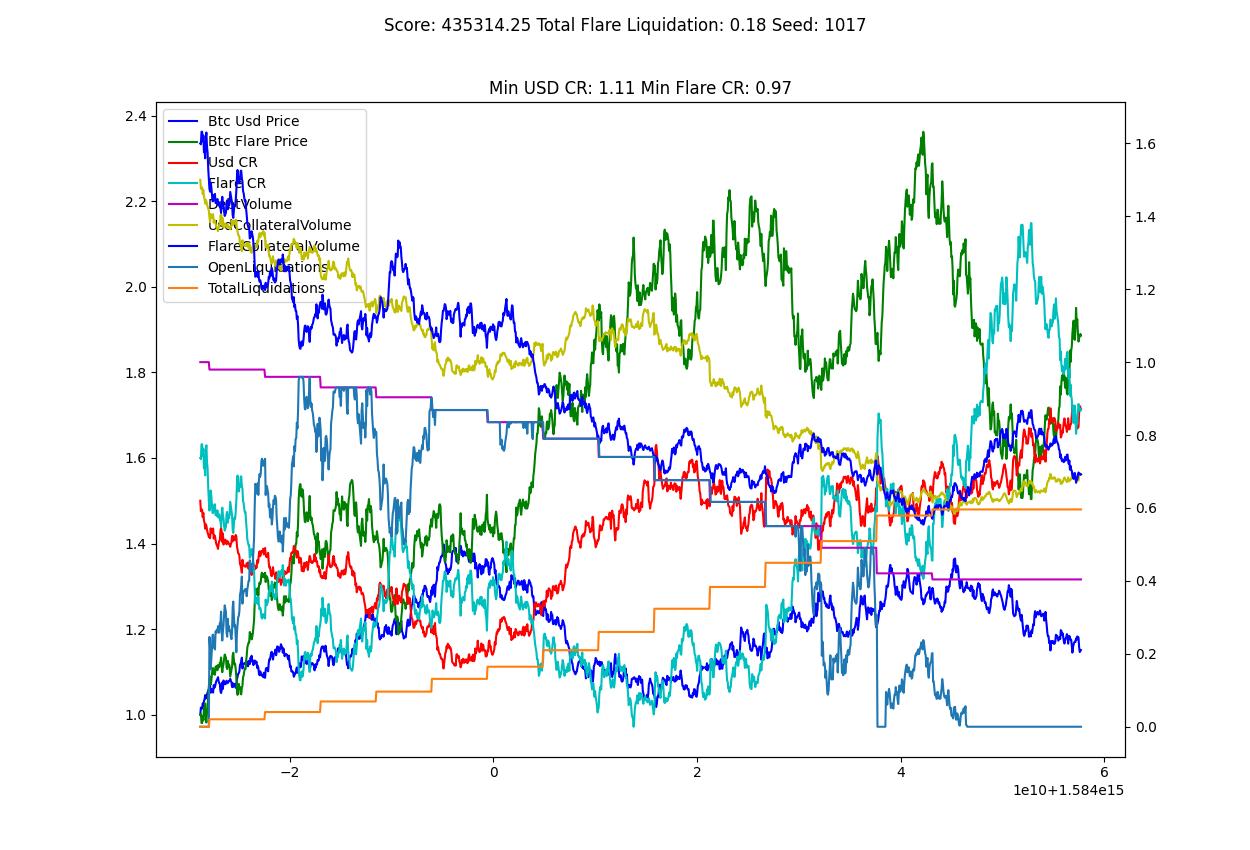 Score: 435314.25 Total Flare Liquidation: 0.18 Seed: 1017
Min USD CR: 1.11 Min Flare CR: 0.97
Btc Usd Price
Btc Flare Price
Usd CR
Flare CR
DebtVolume
UsdCollateralVolume
FlareCollateralVolume
OpenLiquidations
TotalLiquidations
2.4
2.2
2.0
1.8
1.6
1.4
1.2
1.0
1.6
1.4
1.2
1.0
0.8
0.6
0.4
0.2
0.0
−2 0 2 4 6
1e10+1.584e15